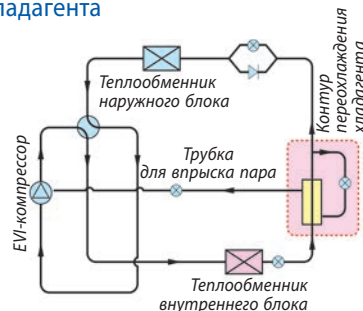 ладагента
Теплообменник
наружного блока
Контур
переохлаждения
хладагента
EVI-компрессор
Трубка
для впрыска пара
Теплообменник
внутреннего блока